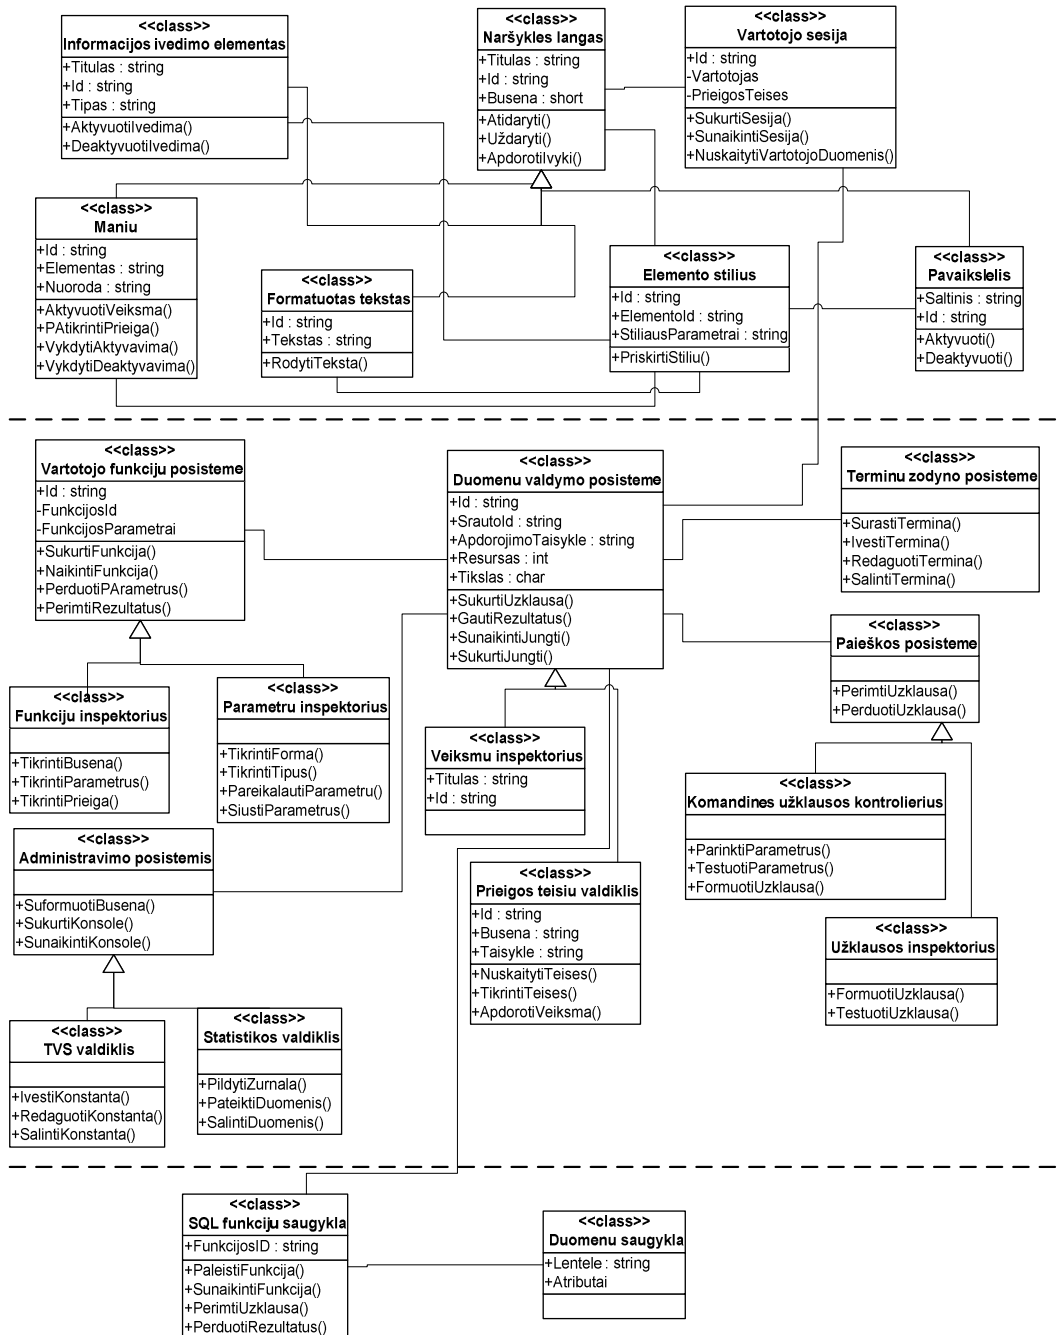 <<class>>
Informacijos ivedimo elementas
+Titulas : string
+Id : string
+Tipas : string
+AktyvuotiIvedima()
+DeaktyvuotiIvedima()
<<class>>
Naršykles langas
+Titulas : string
+Id : string
+Busena : short
+Atidaryti()
+Uždaryti()
+ApdorotiIvyki()
<<class>>
Vartotojo sesija
+Id : string
-Vartotojas
-PrieigosTeises
+SukurtiSesija()
+SunaikintiSesija()
+NuskaitytiVartotojoDuomenis()
<<class>>
Maniu
+Id : string
+Elementas : string
+Nuoroda : string
+AktyvuotiVeiksma()
+PAtikrintiPrieiga()
+VykdytiAktyvavima()
+VykdytiDeaktyvavima()
<<class>>
Formatuotas tekstas
+Id : string
+Tekstas : string
+RodytiTeksta()
<<class>>
Elemento stilius
+Id : string
+ElementoId : string
+StiliausParametrai : string
+PriskirtiStiliu()
<<class>>
Pavaikslelis
+Saltinis : string
+Id : string
+Aktyvuoti()
+Deaktyvuoti()
<<class>>
Vartotojo funkciju posisteme
+Id : string
-FunkcijosId
-FunkcijosParametrai
+SukurtiFunkcija()
+NaikintiFunkcija()
+PerduotiPArametrus()
+PerimtiRezultatus()
<<class>>
Duomenu valdymo posisteme
+Id : string
+SrautoId : string
+ApdorojimoTaisykle : string
+Resursas : int
+Tikslas : char
+SukurtiUzklausa()
+GautiRezultatus()
+SunaikintiJungti()
+SukurtiJungti()
<<class>>
Terminu zodyno posisteme
+SurastiTermina()
+IvestiTermina()
+RedaguotiTermina()
+SalintiTermina()
<<class>>
Paieškos posisteme
+PerimtiUzklausa()
+PerduotiUzklausa()
<<class>>
Funkciju inspektorius
+TikrintiBusena()
+TikrintiParametrus()
+TikrintiPrieiga()
<<class>>
Parametru inspektorius
+TikrintiForma()
+TikrintiTipus()
+PareikalautiParametru()
+SiustiParametrus()
<<class>>
Veiksmu inspektorius
+Titulas : string
+Id : string
<<class>>
Komandines užklausos kontrolierius
+ParinktiParametrus()
+TestuotiParametrus()
+FormuotiUzklausa()
<<class>>
Administravimo posistemis
+SuformuotiBusena()
+SukurtiKonsole()
+SunaikintiKonsole()
<<class>>
Prieigos teisiu valdiklis
+Id : string
+Busena : string
+Taisykle : string
+NuskaitytiTeises()
+TikrintiTeises()
+ApdorotiVeiksma()
<<class>>
Užklausos inspektorius
+FormuotiUzklausa()
+TestuotiUzklausa()
<<class>>
TVS valdiklis
+IvestiKonstanta()
+RedaguotiKonstanta()
+SalintiKonstanta()
<<class>>
Statistikos valdiklis
+PildytiZurnala()
+PateiktiDuomenis()
+SalintiDuomenis()
<<class>>
SQL funkciju saugykla
+FunkcijosID : string
+PaleistiFunkcija()
+SunaikintiFunkcija()
+PerimtiUzklausa()
+PerduotiRezultatus()
<<class>>
Duomenu saugykla
+Lentele : string
+Atributai